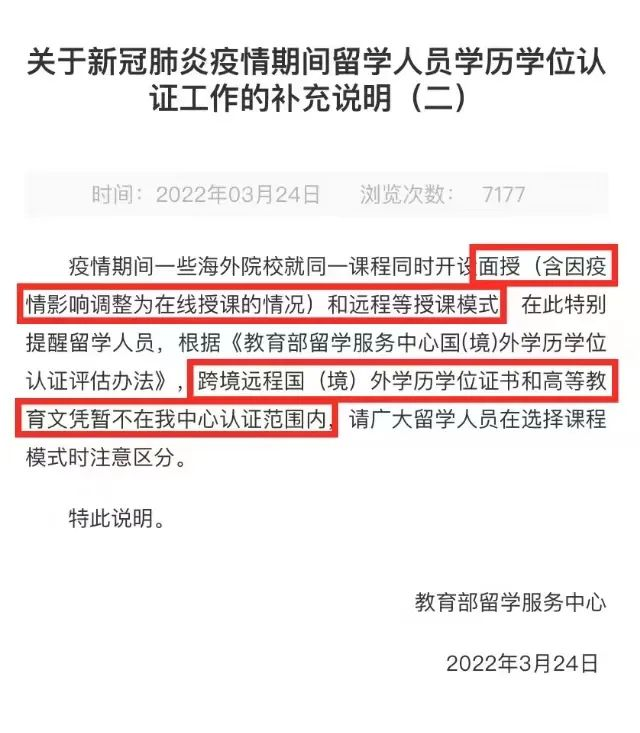 关于新冠肺炎疫情期间留学人员学历学位认
证工作的补充说明（二）
时间：2022年03月24日 浏览次数： 7177
疫情期间一些海外院校就同一课程同时开设面授（含因疫
情影响调整为在线授课的情况）和远程等授课模式 在此特别
提醒留学人员，根据《教育部留学服务中心国(境)外学历学位
认证评估办法》，跨境远程国（境）外学历学位证书和高等教
育文凭暂不在我中心认证范围内，请广大留学人员在选择课程
模式时注意区分。
特此说明。
教育部留学服务中心
2022年3月24日